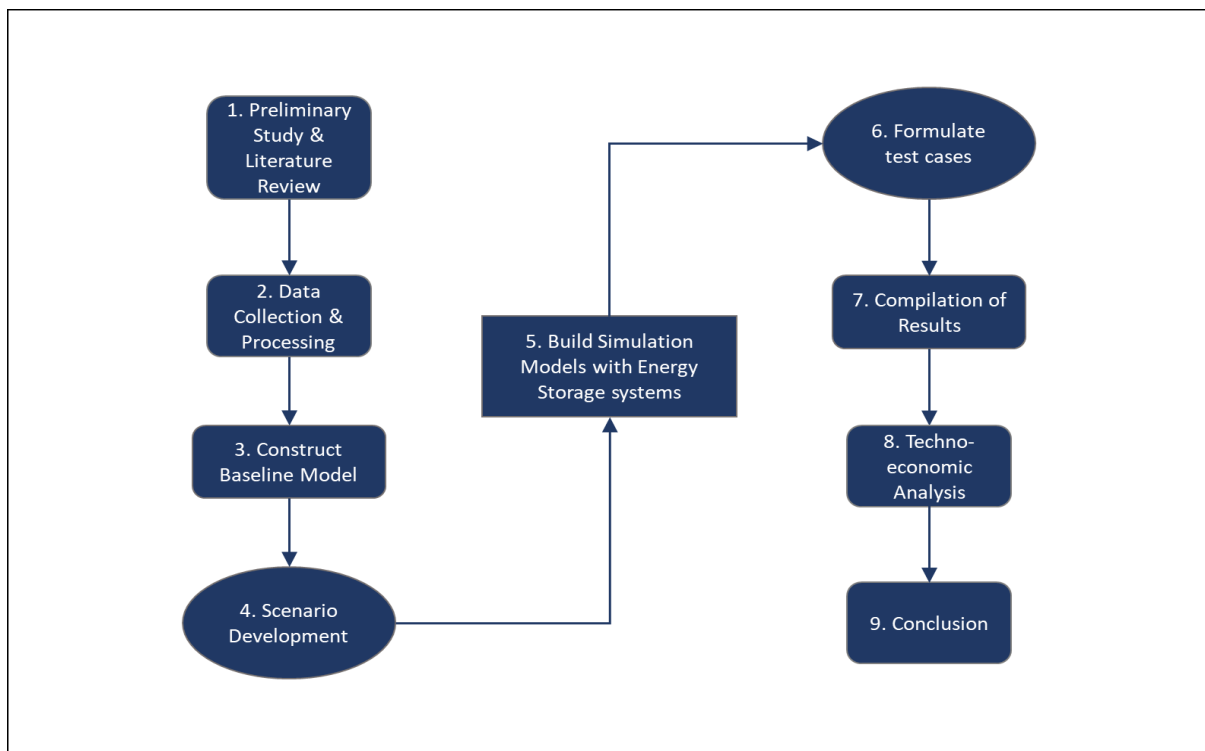 1. Preliminary
Study &
Literature
Review
2. Data
Collection &
Processing
3. Construct
Baseline Model
4. Scenario
Development
5. Build Simulation
Models with Energy
Storage systems
6. Formulate
test cases
7. Compilation of
Results
8. Techno-
economic
Analysis
9. Conclusion